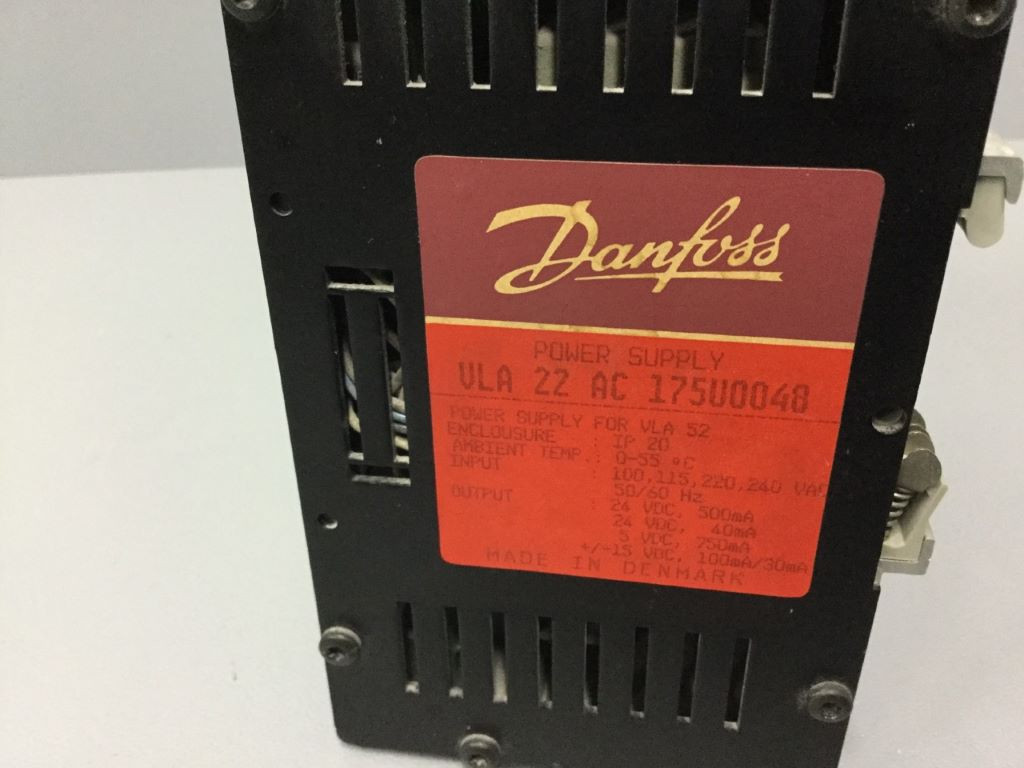 Danfoss
POWER SUPPLY
VLA 22 AC 175U0048
POWER SUPPLY FOR VLA 52
ENCLOUSURE : IP 20
AMBIENT TEMP.: 0-55 °C
INPUT : 100,115,220,240 VAC
50/60 Hz
OUTPUT : 24 VDC, 500mA
24 VDC, 40mA
5 VDC, 750mA
+/-15 VDC, 100mA/30mA
MADE IN DENMARK